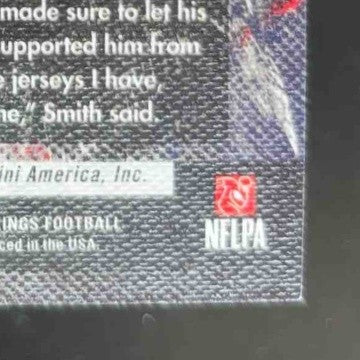 made sure to let his
supported him from
e jerseys I have,
ne," Smith said.
ini America, Inc.
INGS FOOTBALL
ced in the USA.
NFLPA